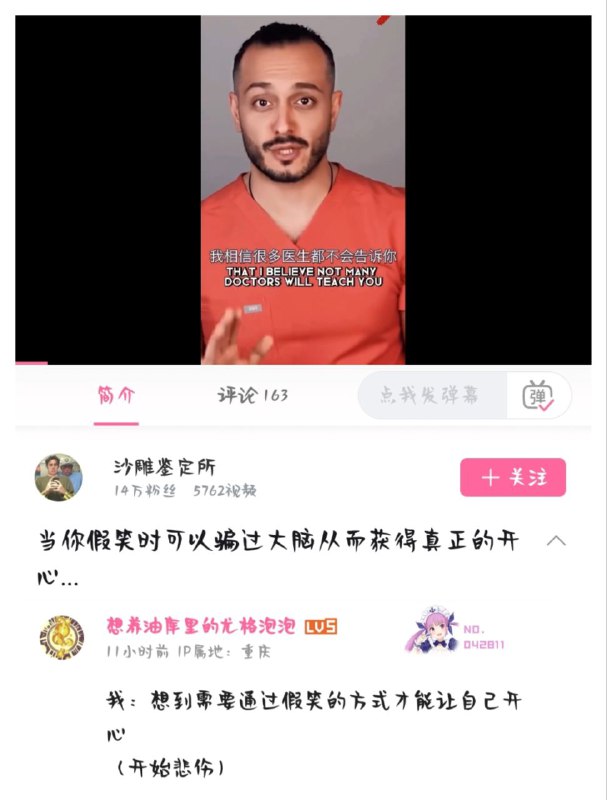 我相信很多医生都不会告诉你
THAT I BELIEVE NOT MANY
DOCTORS WILL TEACH YOU
简介
评论 163
点我发弹幕
弹
沙雕鉴定所
14万粉丝 5762视频
+ 关注
当你假笑时可以骗过大脑从而获得真正的开
心...
想养油库里的尤格泡泡 LV5
11小时前 IP属地：重庆
NO.
042811
我：想到需要通过假笑的方式才能让自己开
心
（开始悲伤）